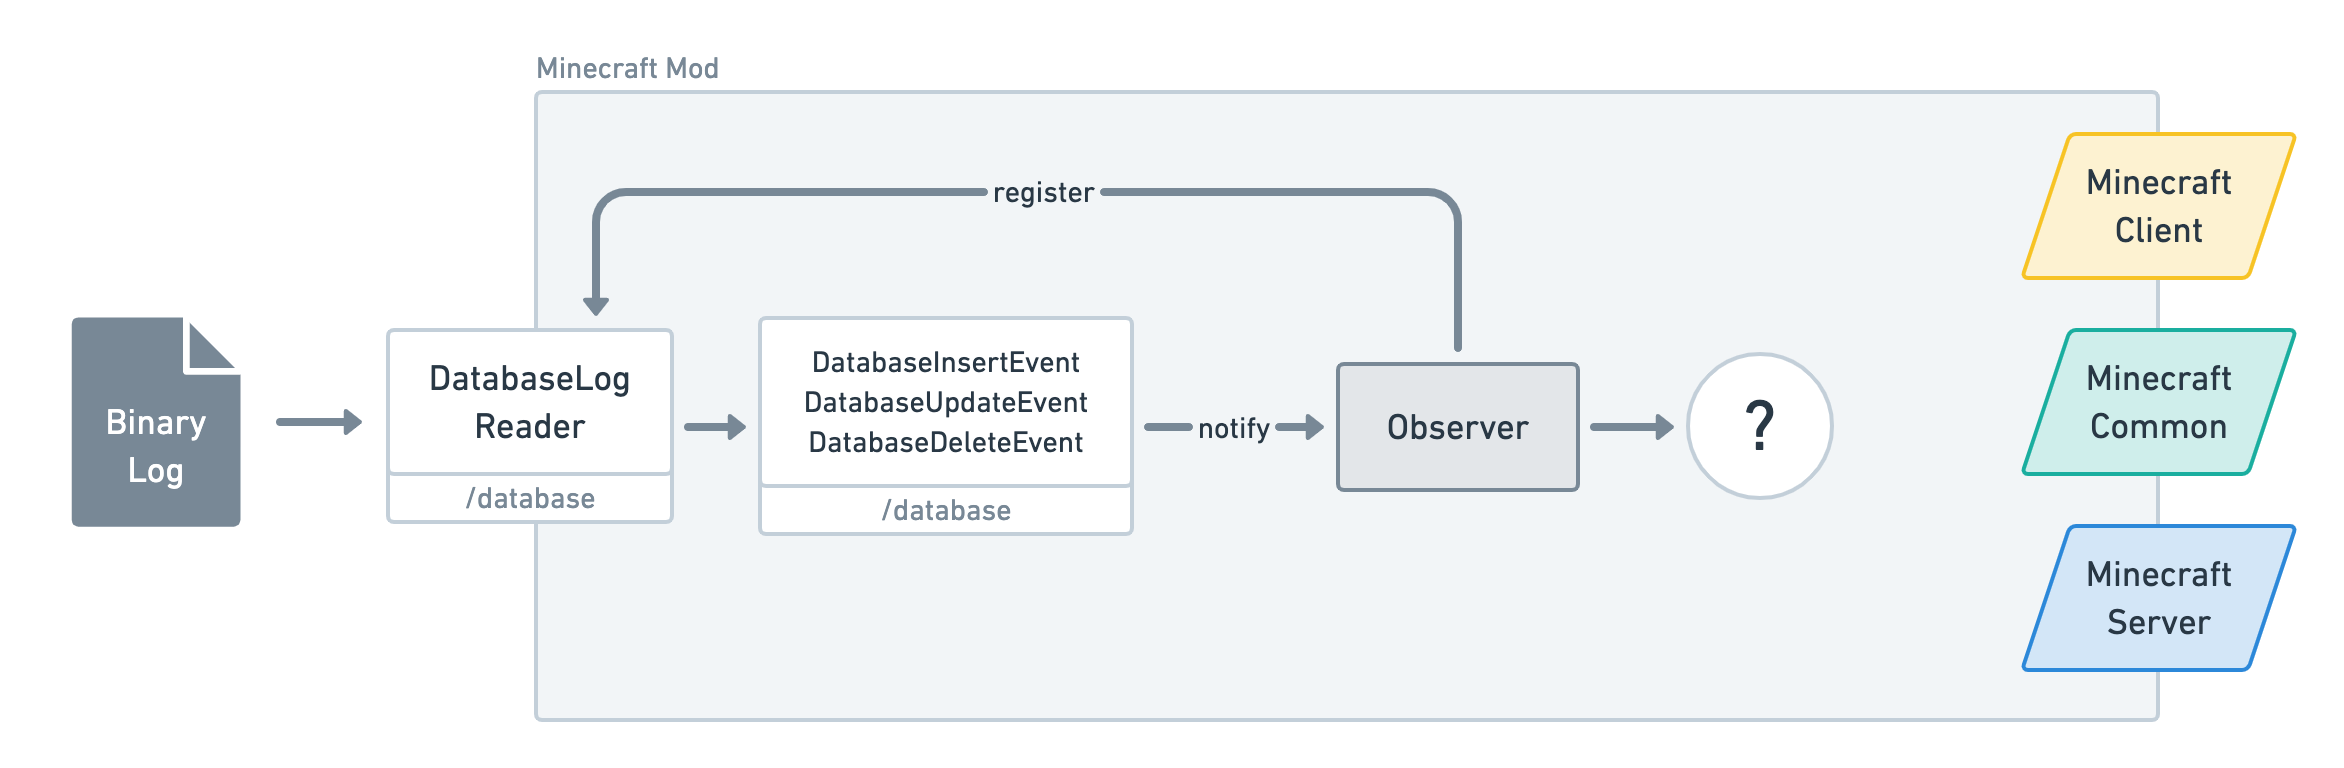 Minecraft Mod
register
Binary
Log
DatabaseLog
Reader
/database
DatabaseInsertEvent
DatabaseUpdateEvent
DatabaseDeleteEvent
/database
notify
Observer
?
Minecraft
Client
Minecraft
Common
Minecraft
Server